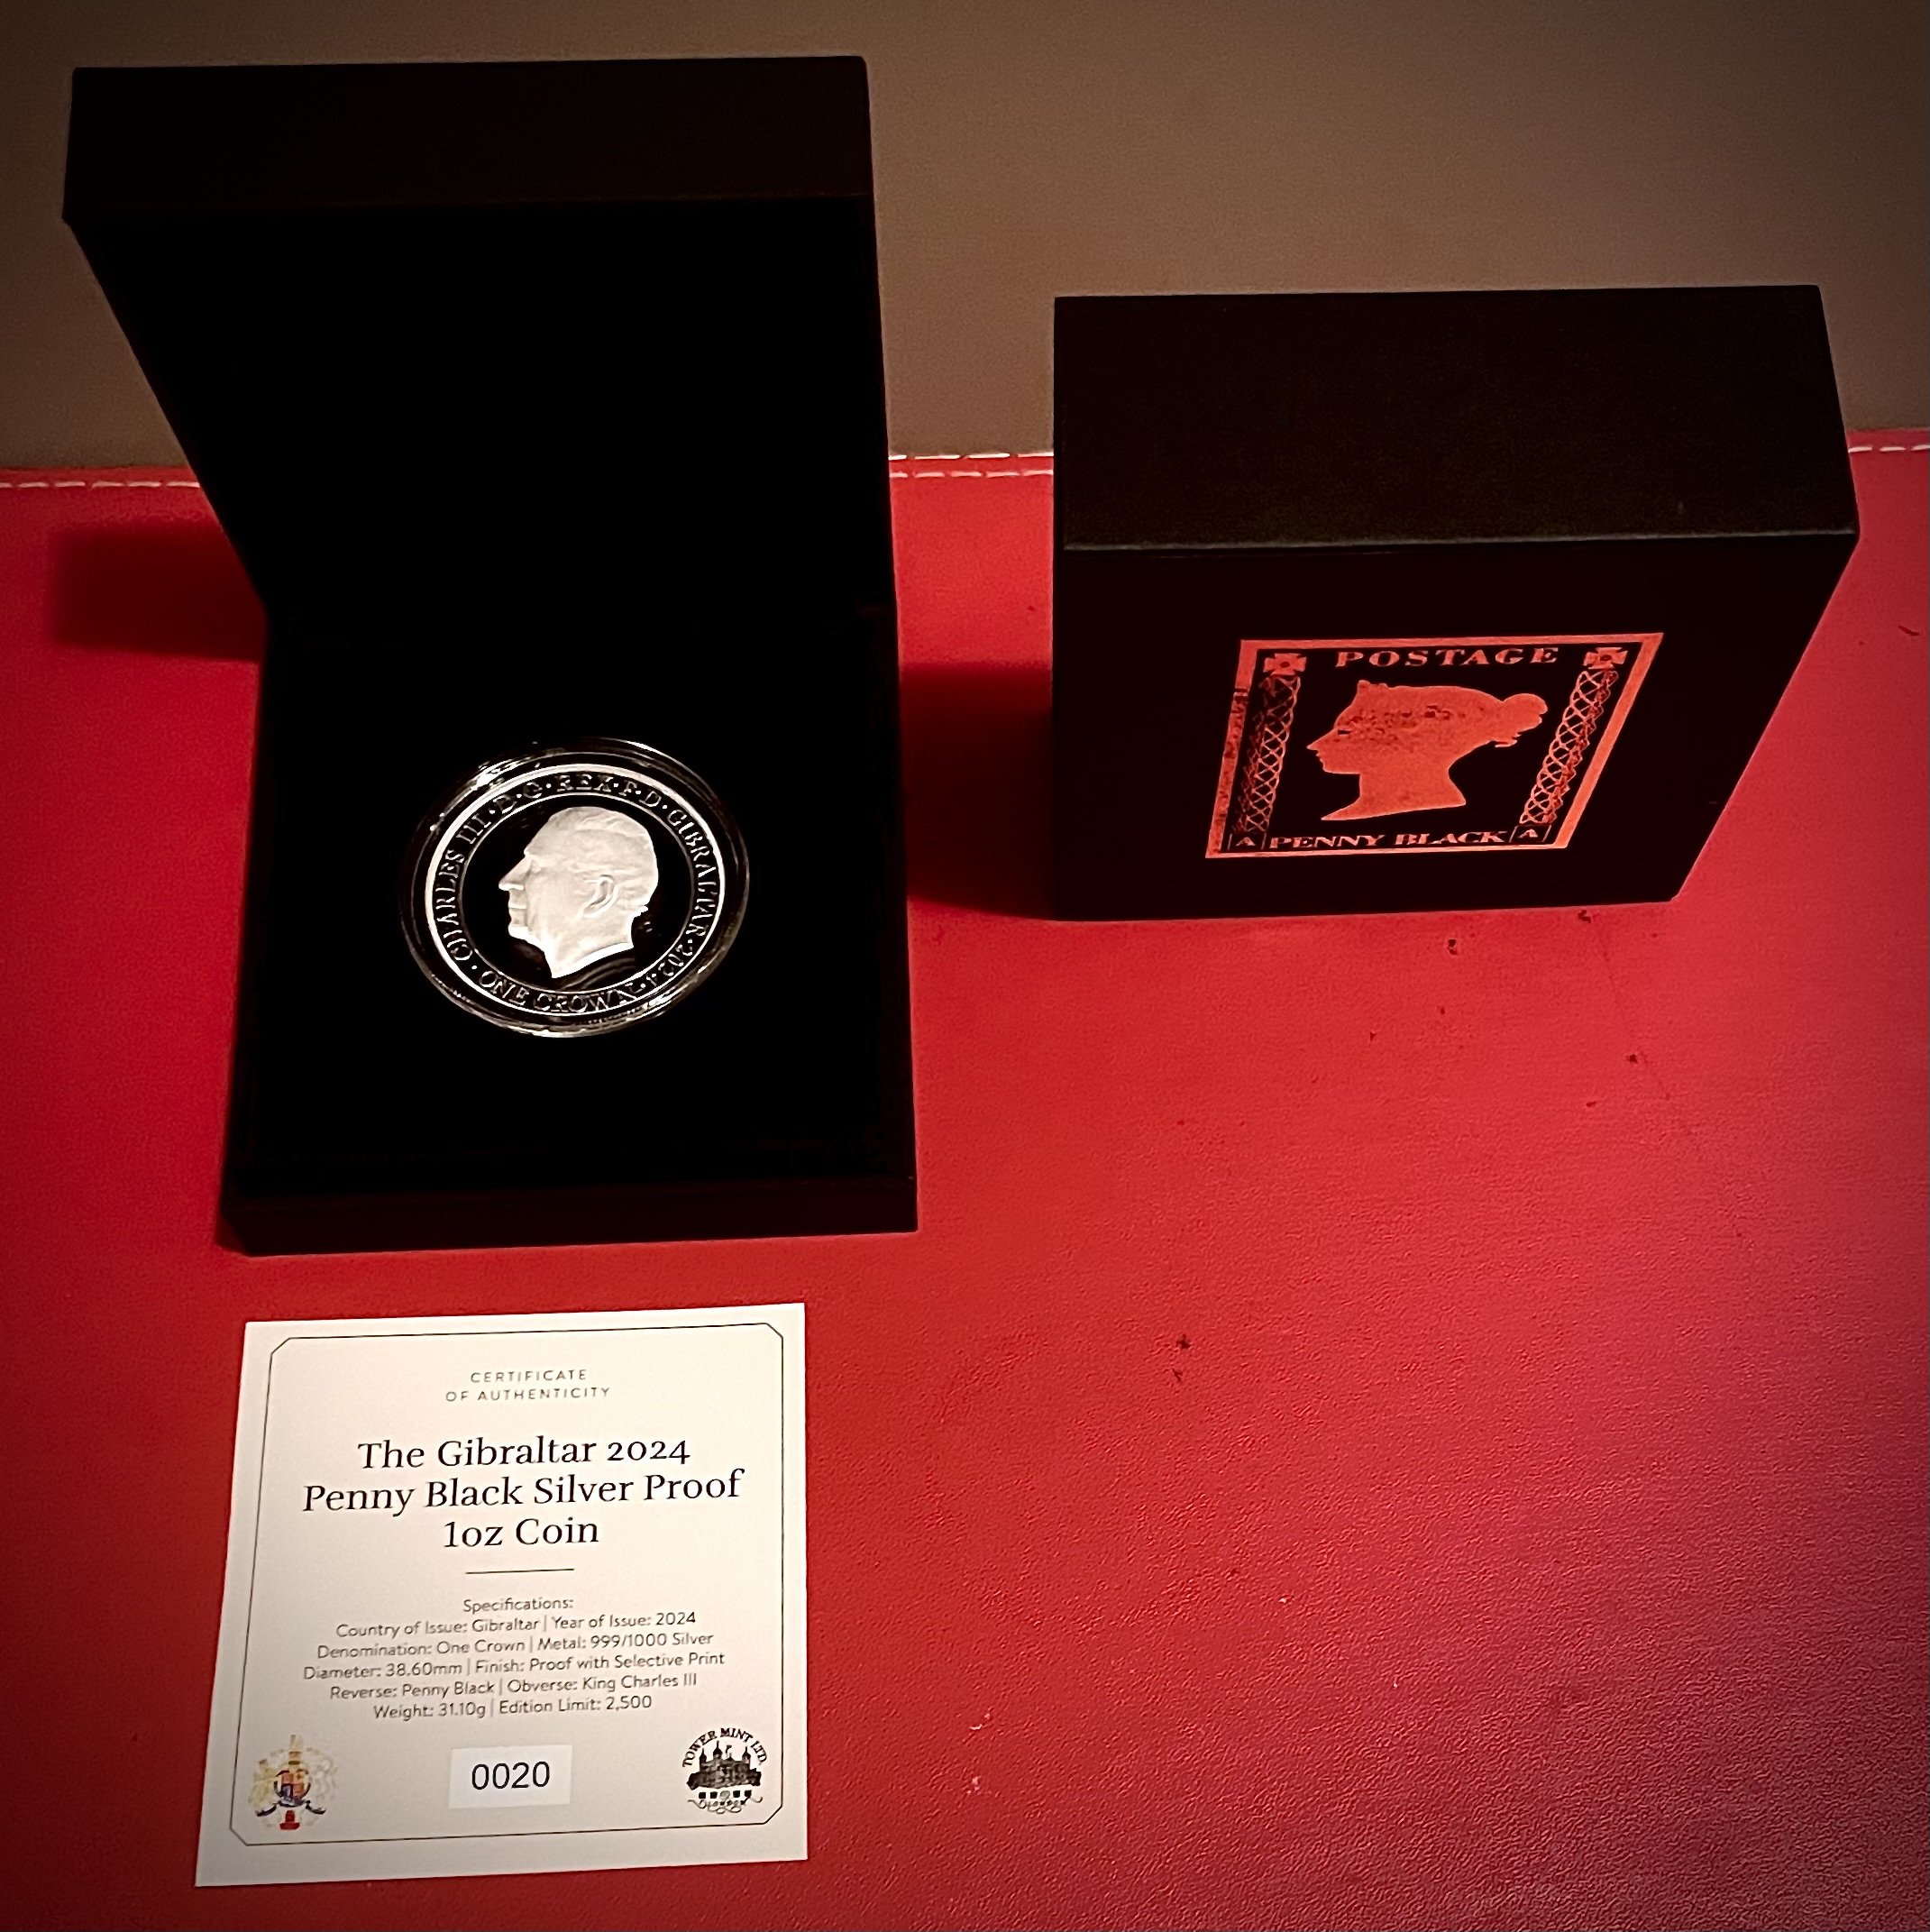 CHARLES III · D · G · REX · F · D · GIBRALTAR · 2024
· ONE CROWN ·
POSTAGE
A PENNY BLACK A
CERTIFICATE
OF AUTHENTICITY
The Gibraltar 2024
Penny Black Silver Proof
1oz Coin
Specifications:
Country of Issue: Gibraltar | Year of Issue: 2024
Denomination: One Crown | Metal: 999/1000 Silver
Diameter: 38.60mm | Finish: Proof with Selective Print
Reverse: Penny Black | Obverse: King Charles III
Weight: 31.10g | Edition Limit: 2,500
0020
TOWER MINT LTD.
LONDON